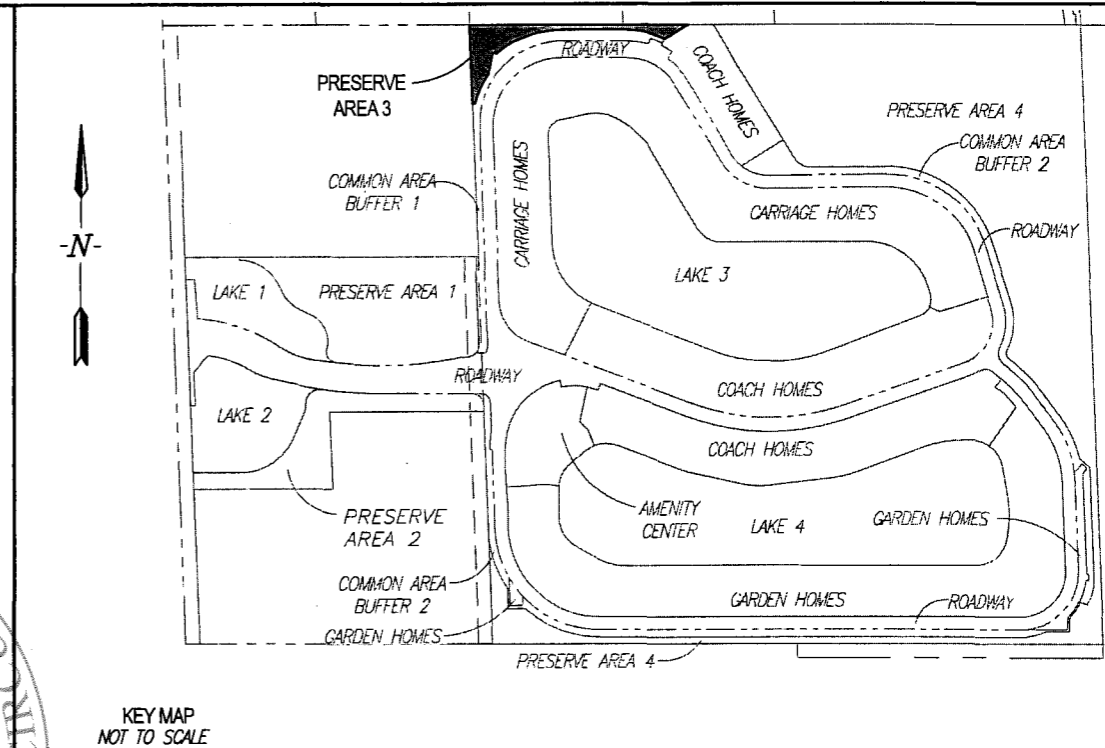 ROADWAY
COACH HOMES
PRESERVE
AREA 3
PRESERVE AREA 4
COMMON AREA
BUFFER 2
COMMON AREA
BUFFER 1
CARRIAGE HOMES
CARRIAGE HOMES
ROADWAY
-N-
LAKE 1
PRESERVE AREA 1
LAKE 3
ROADWAY
COACH HOMES
LAKE 2
COACH HOMES
PRESERVE
AREA 2
AMENITY
CENTER
LAKE 4
GARDEN HOMES
COMMON AREA
BUFFER 2
GARDEN HOMES
ROADWAY
GARDEN HOMES
PRESERVE AREA 4
KEY MAP
NOT TO SCALE